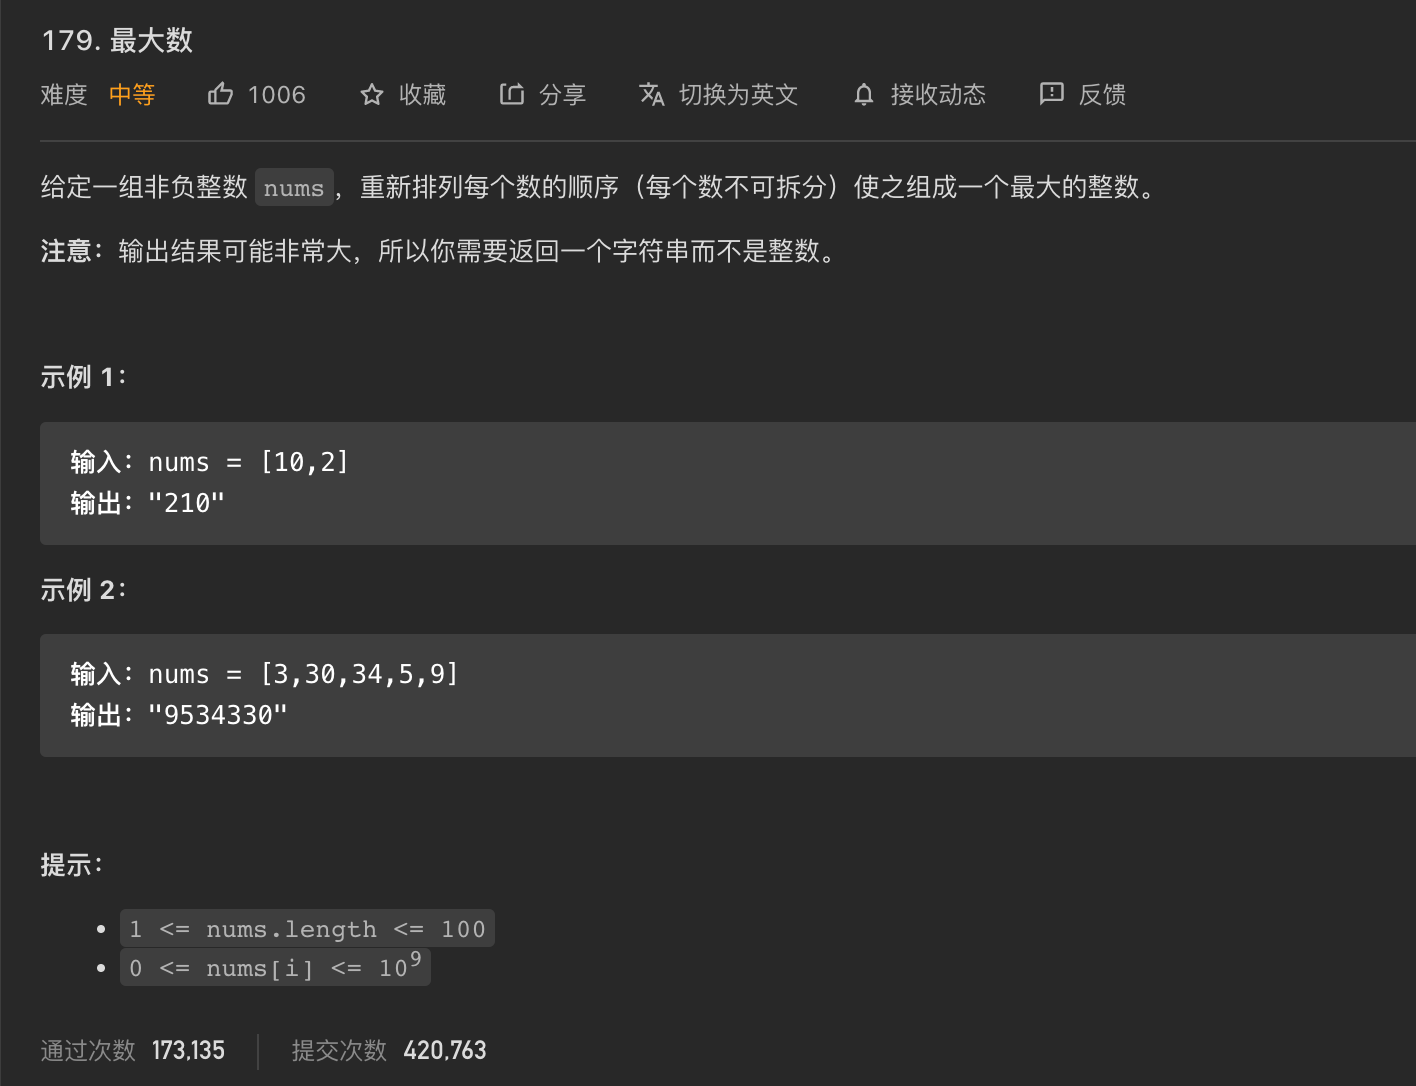 179. 最大数
难度 中等 1006 收藏 分享 切换为英文 接收动态 反馈
给定一组非负整数 nums，重新排列每个数的顺序（每个数不可拆分）使之组成一个最大的整数。
注意：输出结果可能非常大，所以你需要返回一个字符串而不是整数。
示例 1：
输入：nums = [10,2]
输出："210"
示例 2：
输入：nums = [3,30,34,5,9]
输出："9534330"
提示：
1 <= nums.length <= 100
0 <= nums[i] <= 10⁹
通过次数 173,135 提交次数 420,763